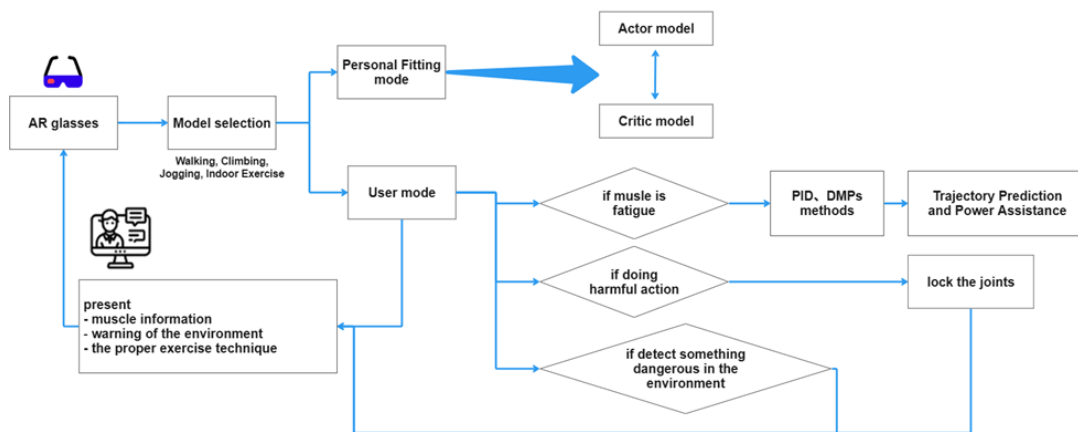 Actor model
Personal Fitting
mode
AR glasses
Model selection
Critic model
Walking, Climbing,
Jogging, Indoor Exercise
User mode
if musle is
fatigue
PID、DMPs
methods
Trajectory Prediction
and Power Assistance
if doing
harmful action
lock the joints
present
- muscle information
- warning of the environment
- the proper exercise technique
if detect something
dangerous in the
environment